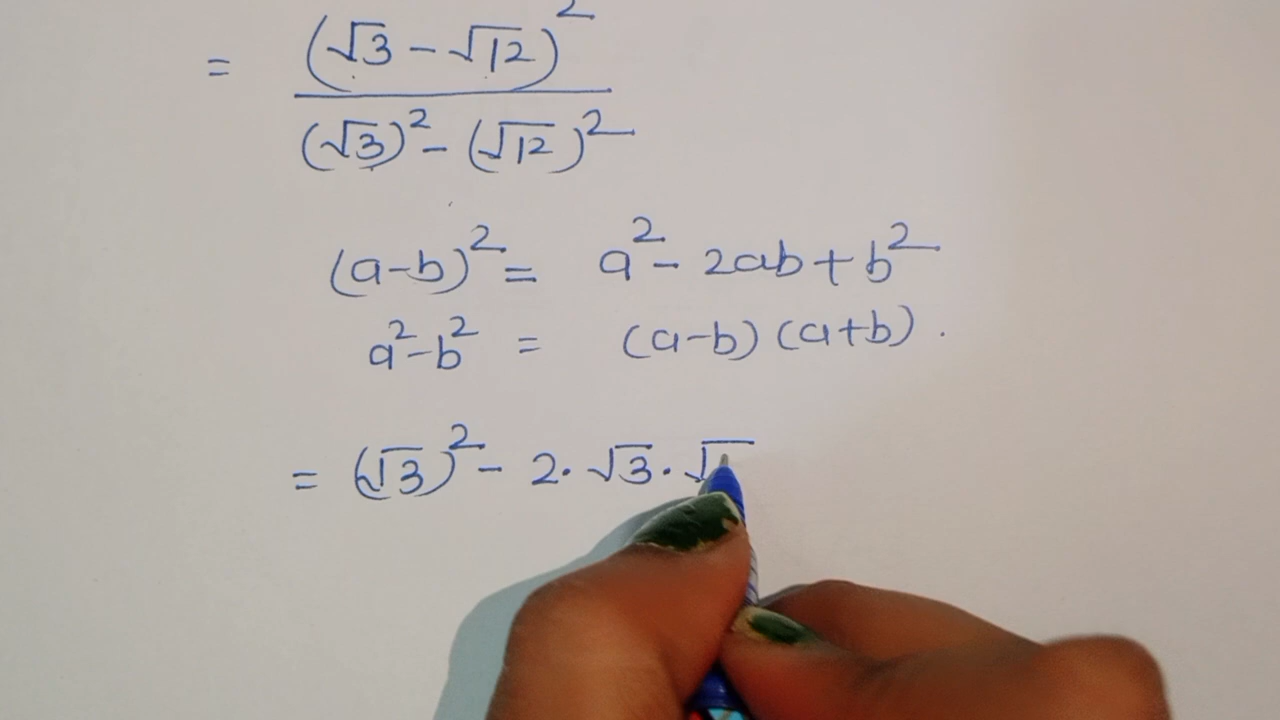 = (√3 - √12)²
(√3)² - (√12)²
(a-b)² = a² - 2ab + b²
a² - b² = (a-b) (a+b) .
= (√3)² - 2 · √3 · √